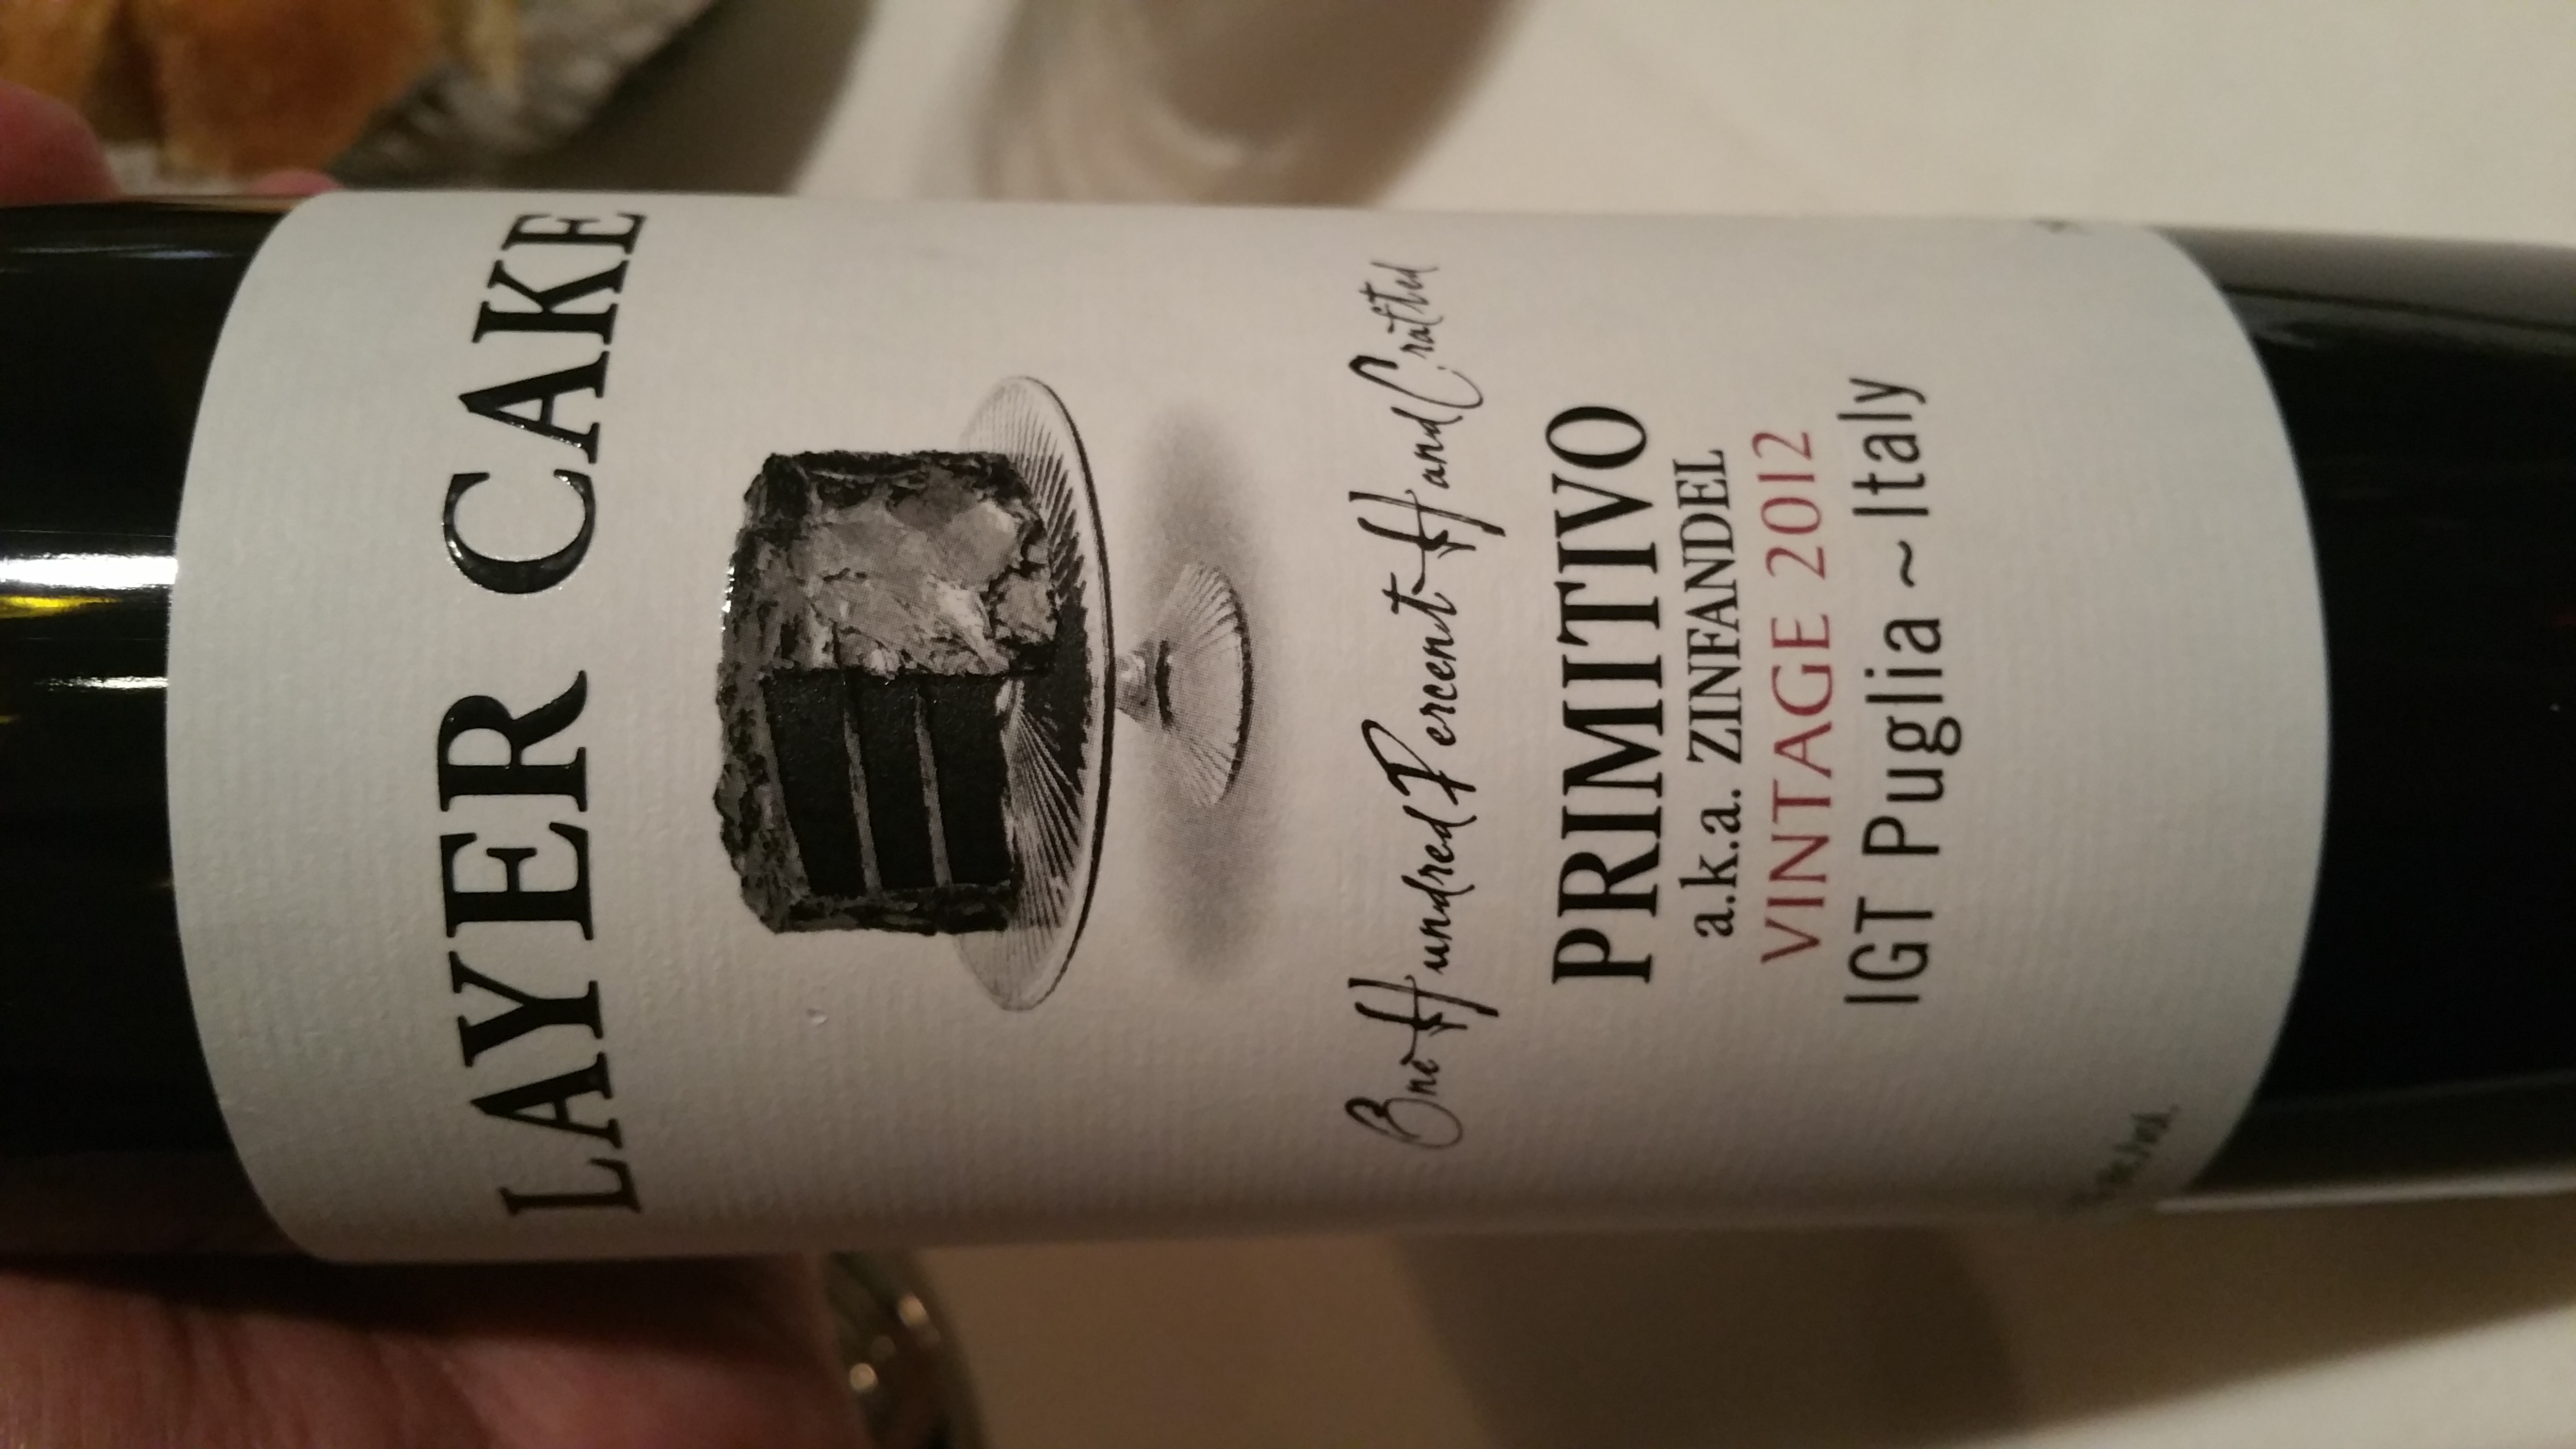 LAYER CAKE
One Hundred Percent Hand Crafted
PRIMITIVO
a.k.a. ZINFANDEL
VINTAGE 2012
IGT Puglia ~ Italy